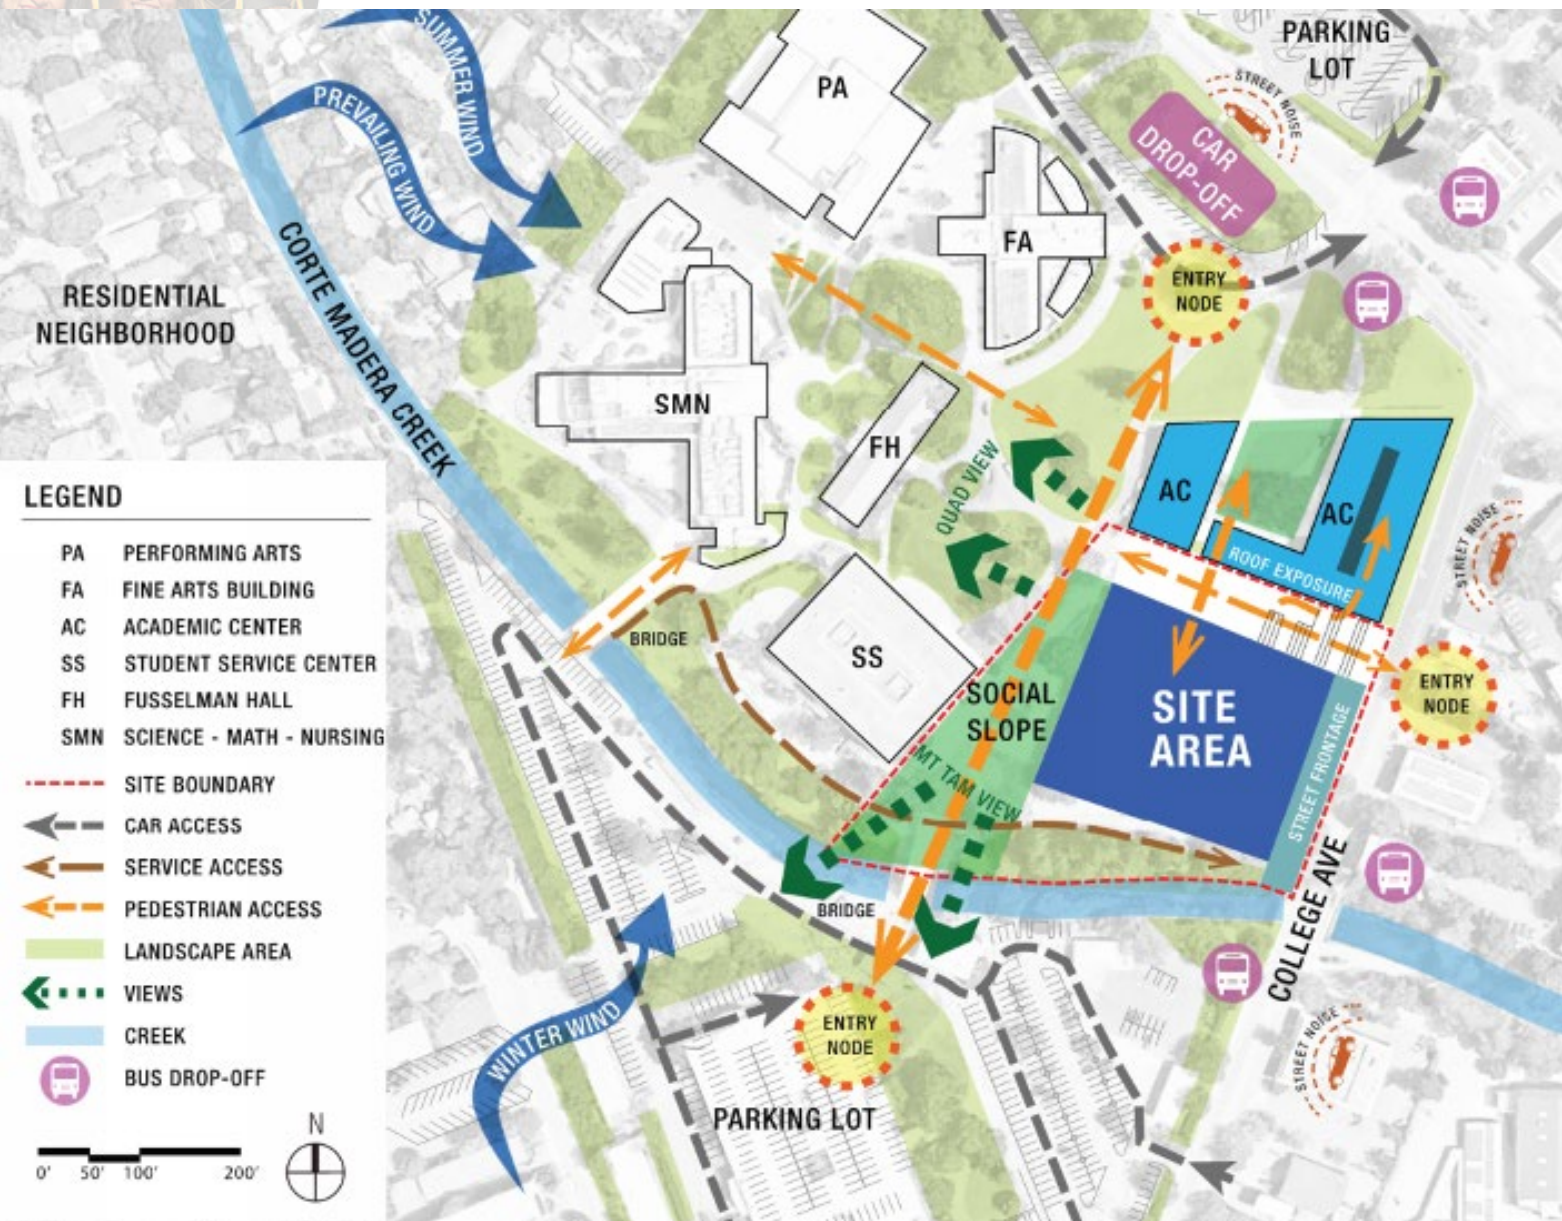 SUMMER WIND
PREVAILING WIND
CORTE MADERA CREEK
RESIDENTIAL
NEIGHBORHOOD
PA
FA
SMN
FH
SS
PARKING
LOT
STREET NOISE
CAR
DROP-OFF
ENTRY
NODE
QUAD VIEW
AC
AC
ROOF EXPOSURE
STREET NOISE
BRIDGE
SOCIAL
SLOPE
SITE
AREA
ENTRY
NODE
STREET FRONTAGE
MT TAM VIEW
BRIDGE
COLLEGE AVE
WINTER WIND
ENTRY
NODE
PARKING LOT
STREET NOISE
LEGEND
PA PERFORMING ARTS
FA FINE ARTS BUILDING
AC ACADEMIC CENTER
SS STUDENT SERVICE CENTER
FH FUSSELMAN HALL
SMN SCIENCE - MATH - NURSING
SITE BOUNDARY
CAR ACCESS
SERVICE ACCESS
PEDESTRIAN ACCESS
LANDSCAPE AREA
VIEWS
CREEK
BUS DROP-OFF
N
0' 50' 100' 200'